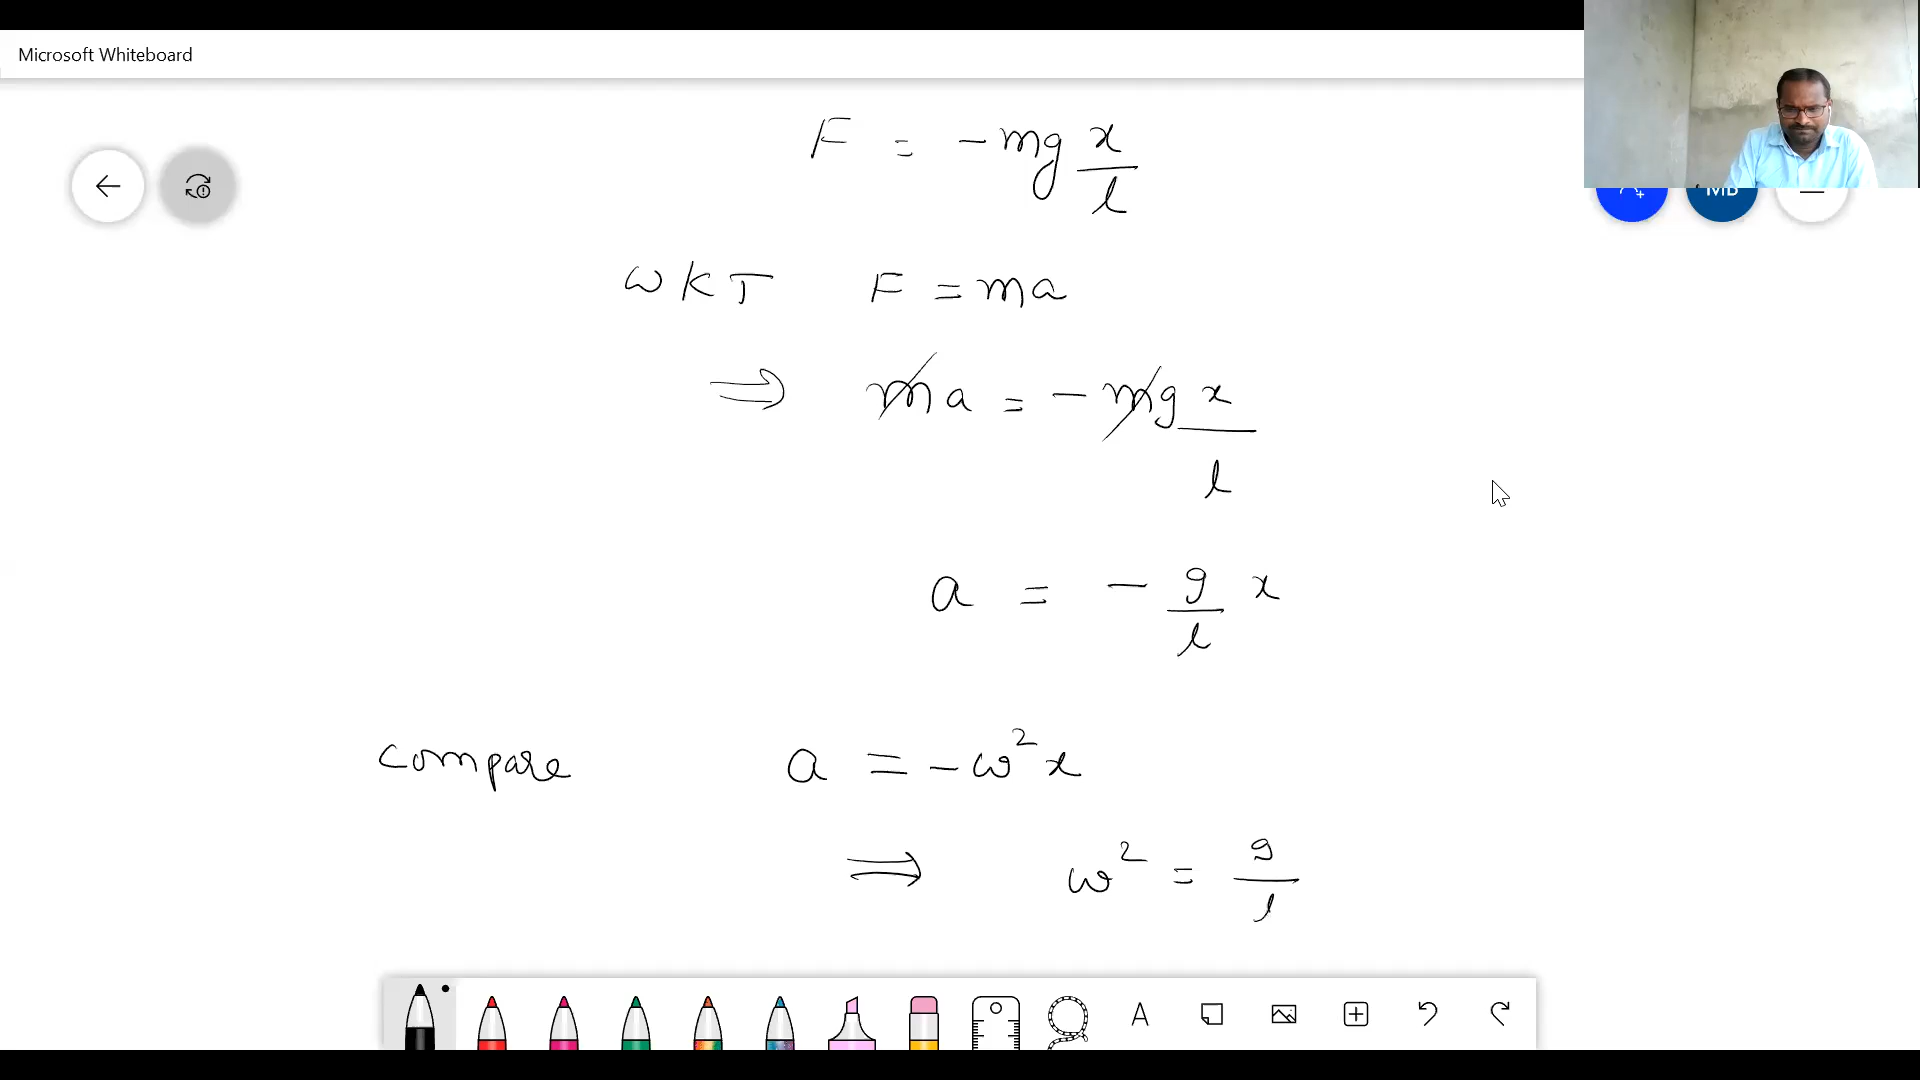 Microsoft Whiteboard
F = -mg x/l
WKT F = ma
⇒ ma = -mg x/l
a = - g/l x
compare a = -ω²x
⇒ ω² = g/l
A